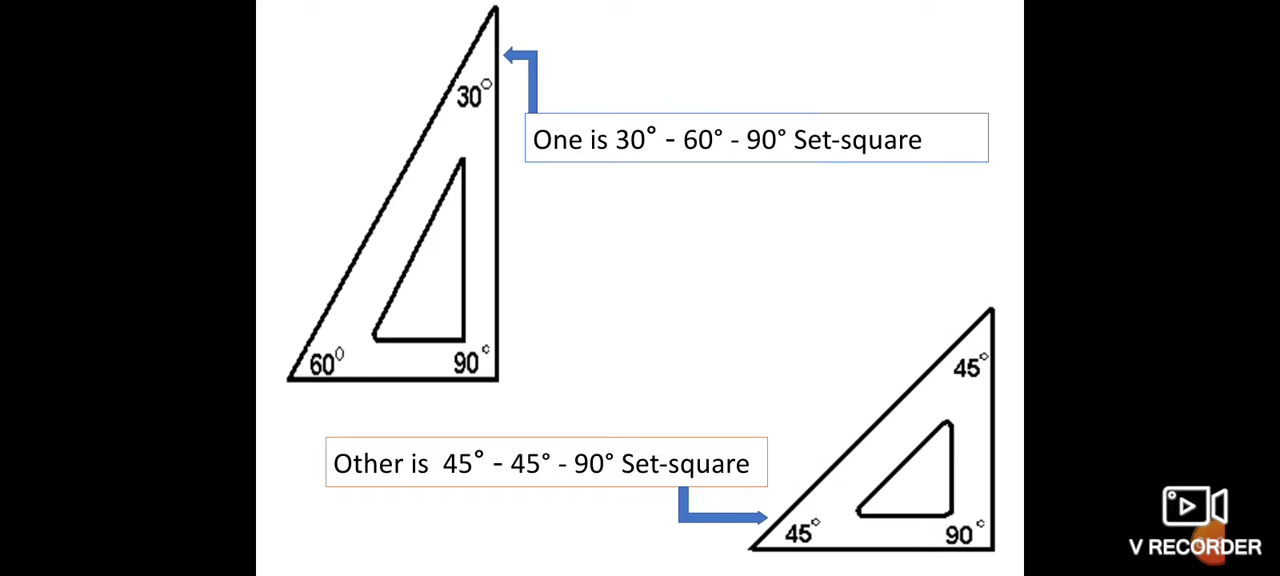 30°
One is 30° - 60° - 90° Set-square
60° 90°
45°
Other is 45° - 45° - 90° Set-square
45° 90°
V RECORDER